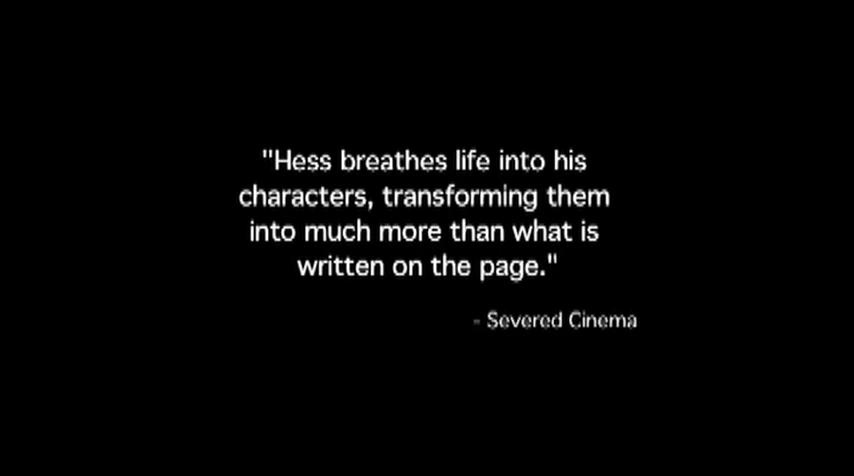 "Hess breathes life into his
characters, transforming them
into much more than what is
written on the page."
- Severed Cinema